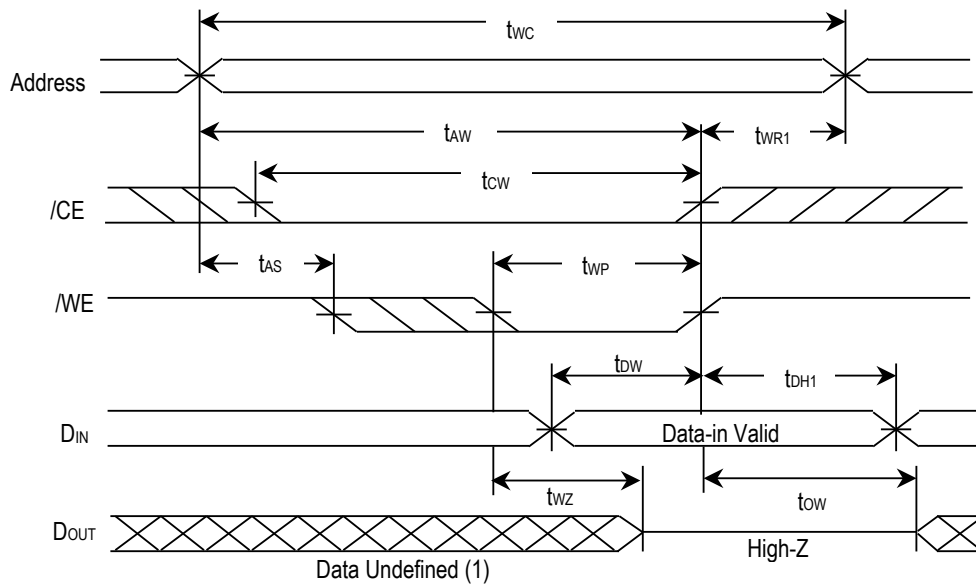 tWC
Address
tAW
tWR1
tCW
/CE
tAS
tWP
/WE
tDW
tDH1
DIN
Data-in Valid
tWZ
tOW
DOUT
High-Z
Data Undefined (1)